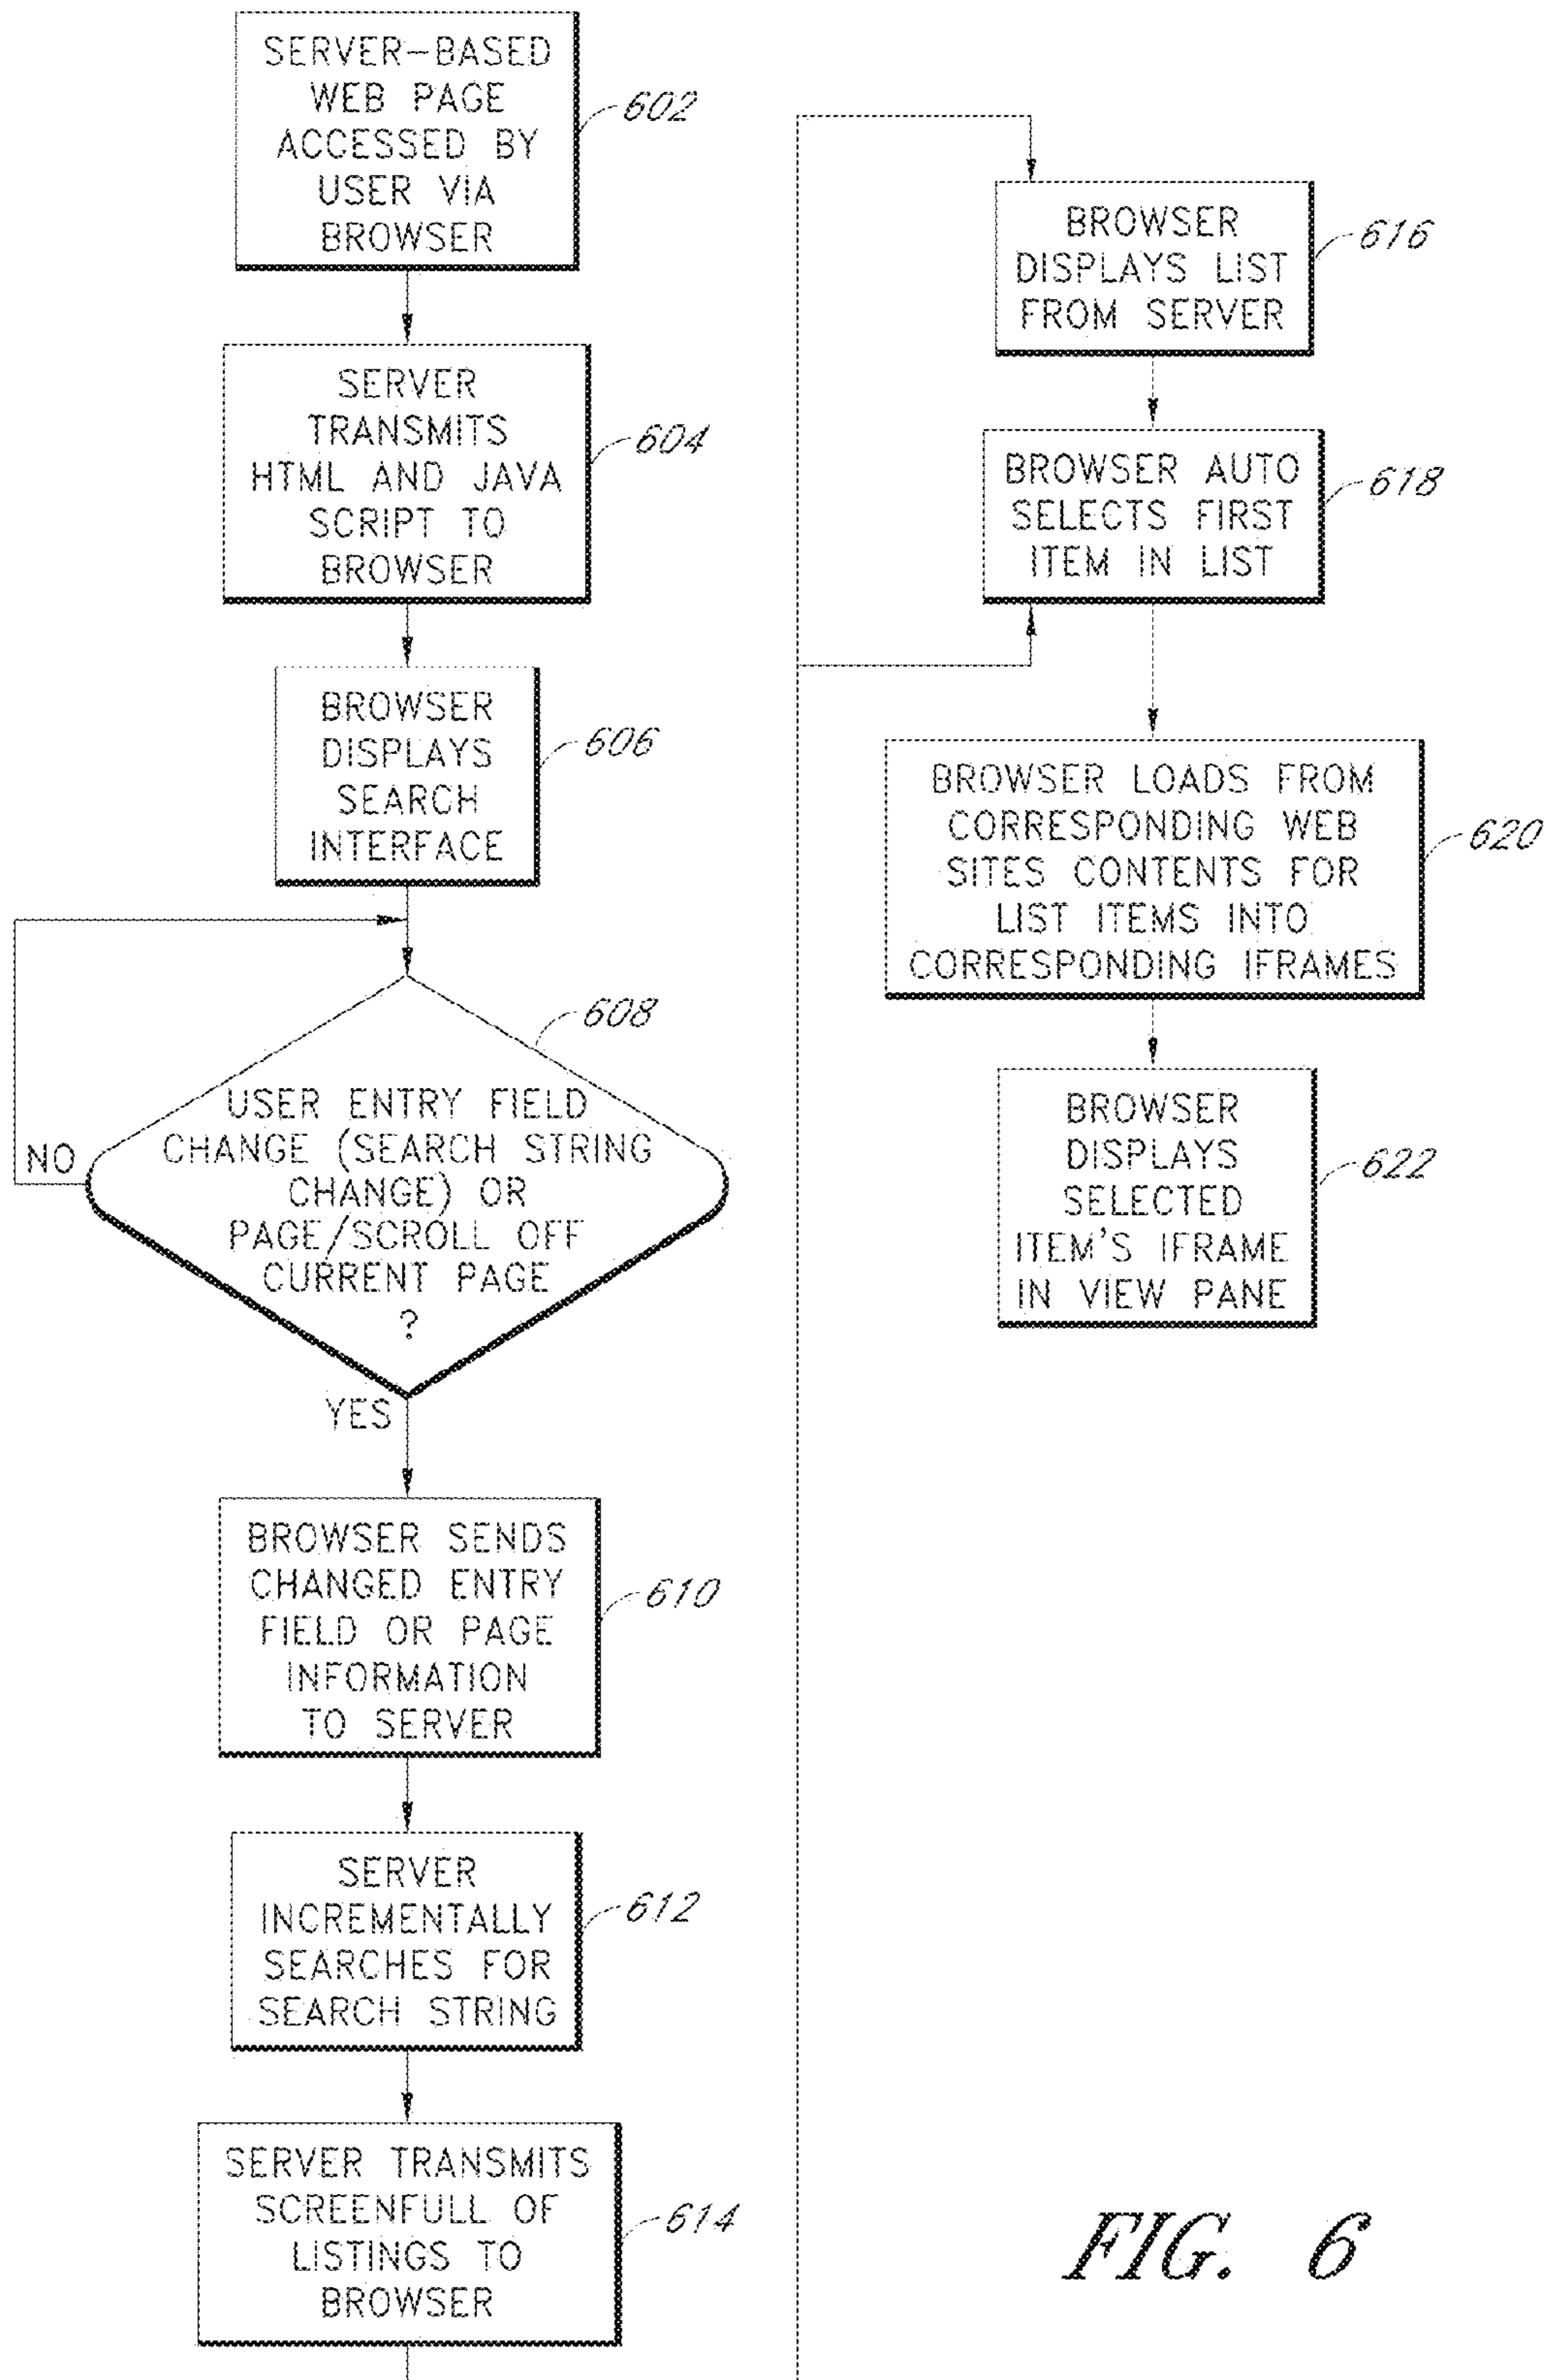 SERVER-BASED
WEB PAGE
ACCESSED BY
USER VIA
BROWSER
602
SERVER
TRANSMITS
HTML AND JAVA
SCRIPT TO
BROWSER
604
BROWSER
DISPLAYS
SEARCH
INTERFACE
606
608
USER ENTRY FIELD
CHANGE (SEARCH STRING
CHANGE) OR
PAGE/SCROLL OFF
CURRENT PAGE
?
NO
YES
BROWSER SENDS
CHANGED ENTRY
FIELD OR PAGE
INFORMATION
TO SERVER
610
SERVER
INCREMENTALLY
SEARCHES FOR
SEARCH STRING
612
SERVER TRANSMITS
SCREENFULL OF
LISTINGS TO
BROWSER
614
BROWSER
DISPLAYS LIST
FROM SERVER
616
BROWSER AUTO
SELECTS FIRST
ITEM IN LIST
618
BROWSER LOADS FROM
CORRESPONDING WEB
SITES CONTENTS FOR
LIST ITEMS INTO
CORRESPONDING IFRAMES
620
BROWSER
DISPLAYS
SELECTED
ITEM'S IFRAME
IN VIEW PANE
622
FIG. 6